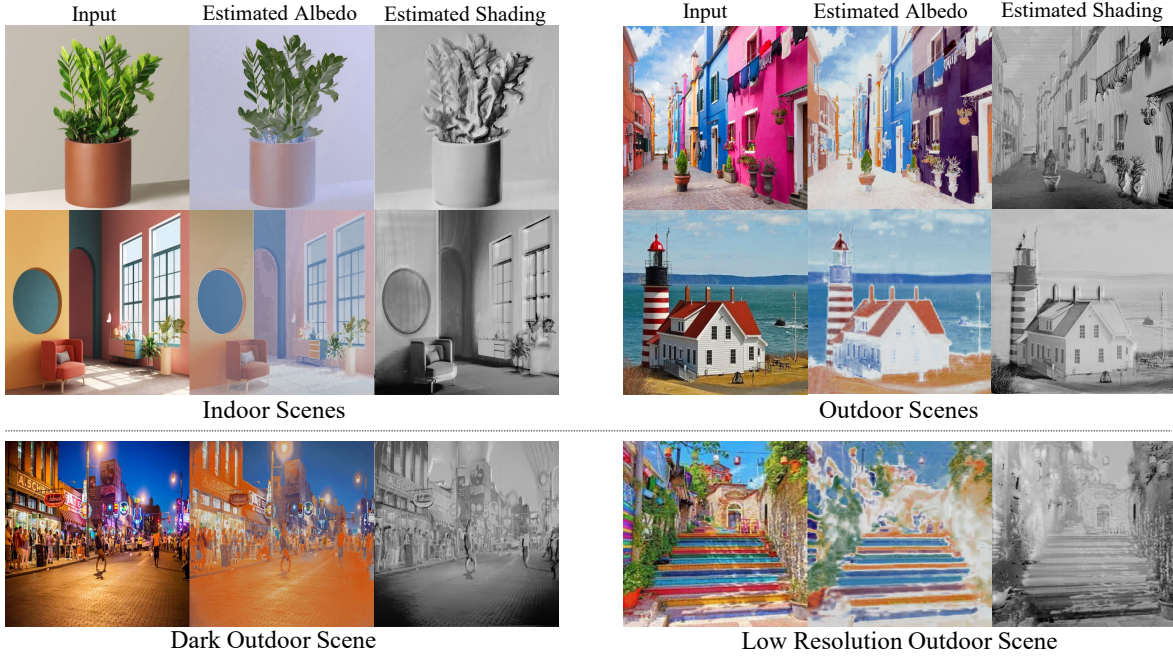 Input Estimated Albedo Estimated Shading
Input Estimated Albedo Estimated Shading
Indoor Scenes
Outdoor Scenes
A.SCHWAB
Dark Outdoor Scene
Low Resolution Outdoor Scene